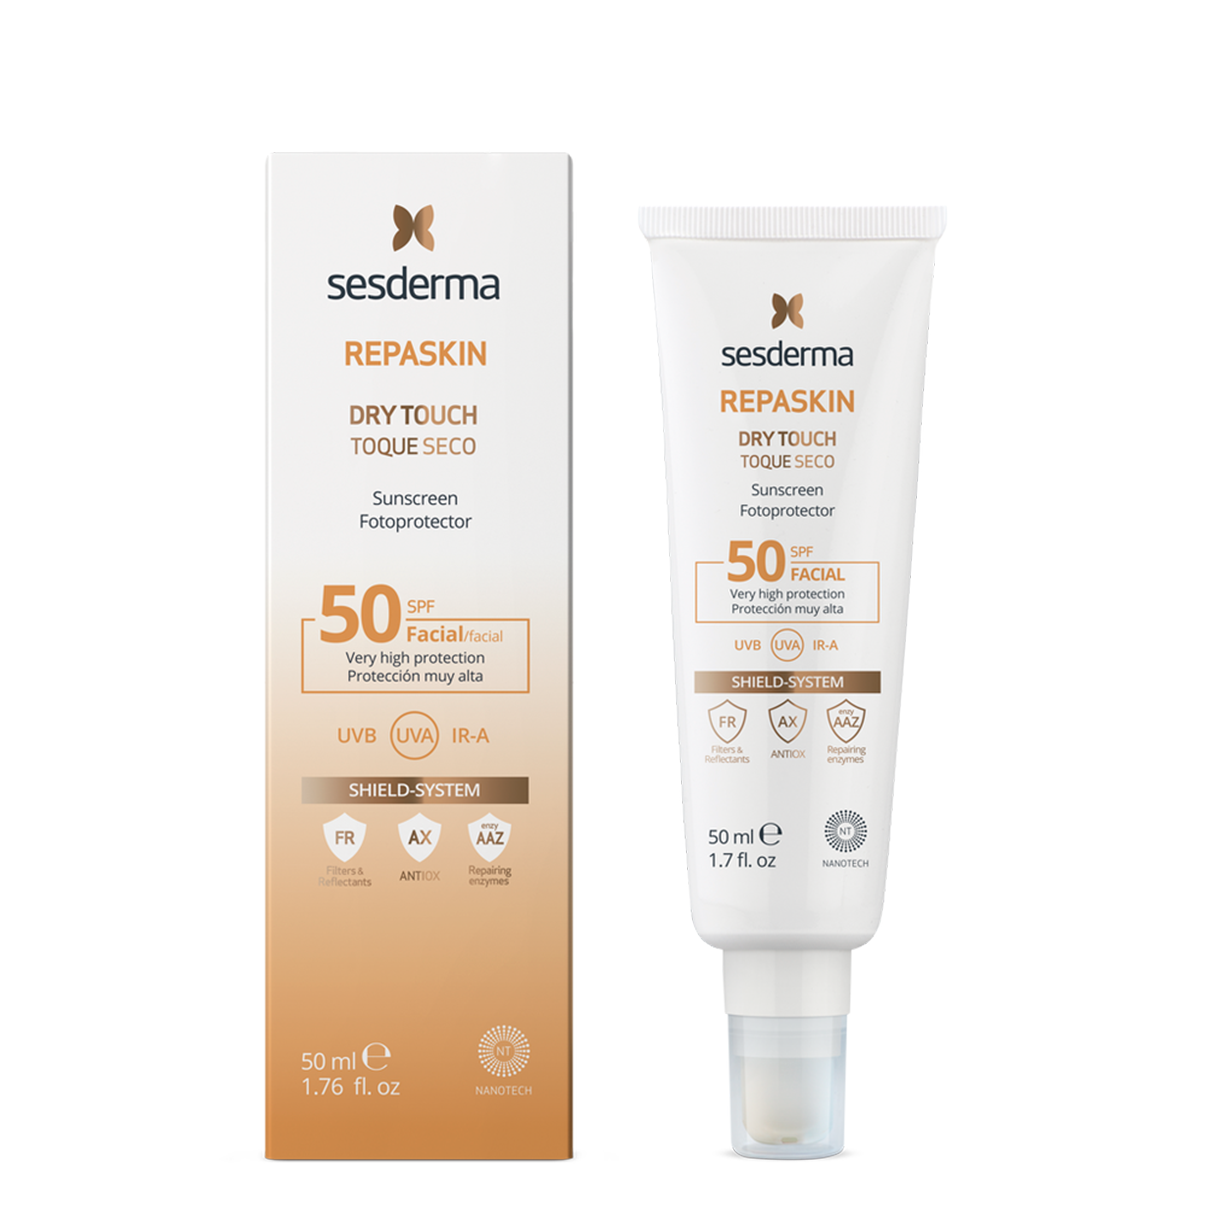 sesderma
REPASKIN
DRY TOUCH
TOQUE SECO
Sunscreen
Fotoprotector
50 SPF
Facial/facial
Very high protection
Protección muy alta
UVB UVA IR-A
SHIELD-SYSTEM
FR AX enzy AAZ
Filters & Reflectants ANTIOX Repairing enzymes
50 ml e
1.76 fl. oz
NT
NANOTECH
sesderma
REPASKIN
DRY TOUCH
TOQUE SECO
Sunscreen
Fotoprotector
50 SPF
FACIAL
Very high protection
Protección muy alta
UVB UVA IR-A
SHIELD-SYSTEM
FR AX enzy AAZ
Filters & Reflectants ANTIOX Repairing enzymes
50 ml e
1.7 fl. oz
NT
NANOTECH